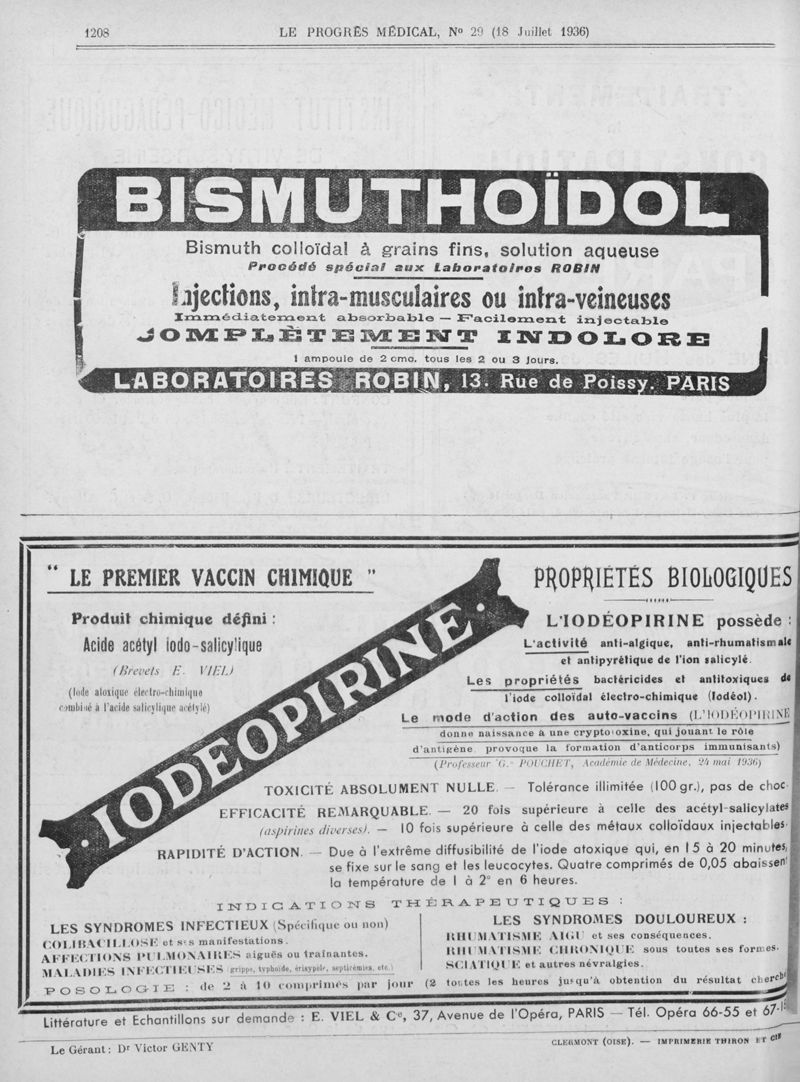 1208
LE PROGRÈS MÉDICAL, No 29 (18 Juillet 1936)
BISMUTHOÏDOL
Bismuth colloïdal à grains fins, solution aqueuse
Procédé spécial aux Laboratoires ROBIN
Injections, intra-musculaires ou intra-veineuses
Immédiatement absorbable — Facilement injectable
COMPLÈTEMENT INDOLORE
1 ampoule de 2 cmc. tous les 2 ou 3 jours.
LABORATOIRES ROBIN, 13. Rue de Poissy. PARIS
" LE PREMIER VACCIN CHIMIQUE "
Produit chimique défini :
Acide acétyl iodo-salicylique
(Brevets E. VIEL)
(Iode atoxique électro-chimique
combiné à l'acide salicylique acétylé)
·IODEOPIRINE·
PROPRIÉTÉS BIOLOGIQUES
L'IODÉOPIRINE possède :
L'activité anti-algique, anti-rhumatismale
et antipyrétique de l'ion salicylé.
Les propriétés bactéricides et antitoxiques de
l'iode colloïdal électro-chimique (Iodéol).
Le mode d'action des auto-vaccins (L'IODÉOPIRINE
donne naissance à une cryptotoxine, qui jouant le rôle
d'antigène provoque la formation d'anticorps immunisants)
(Professeur G. POUCHET, Académie de Médecine, 24 mai 1936)
TOXICITÉ ABSOLUMENT NULLE. — Tolérance illimitée (100 gr.), pas de choc
EFFICACITÉ REMARQUABLE. — 20 fois supérieure à celle des acétyl-salicylates
(aspirines diverses). — 10 fois supérieure à celle des métaux colloïdaux injectables.
RAPIDITÉ D'ACTION. — Due à l'extrême diffusibilité de l'iode atoxique qui, en 15 à 20 minutes,
se fixe sur le sang et les leucocytes. Quatre comprimés de 0,05 abaissent
la température de 1 à 2° en 6 heures.
INDICATIONS THÉRAPEUTIQUES :
LES SYNDROMES INFECTIEUX (Spécifique ou non)
COLIBACILLOSE et ses manifestations.
AFFECTIONS PULMONAIRES aiguës ou traînantes.
MALADIES INFECTIEUSES (grippe, typhoïde, érisypèle, septicémies, etc.)
LES SYNDROMES DOULOUREUX :
RHUMATISME AIGU et ses conséquences.
RHUMATISME CHRONIQUE sous toutes ses formes.
SCIATIQUE et autres névralgies.
POSOLOGIE : de 2 à 10 comprimés par jour (2 toutes les heures jusqu'à obtention du résultat cherché
Littérature et Echantillons sur demande : E. VIEL & Ce, 37, Avenue de l'Opéra, PARIS — Tél. Opéra 66-55 et
Le Gérant : Dr Victor GENTY
CLERMONT (OISE). — IMPRIMERIE THIRON ET Cie